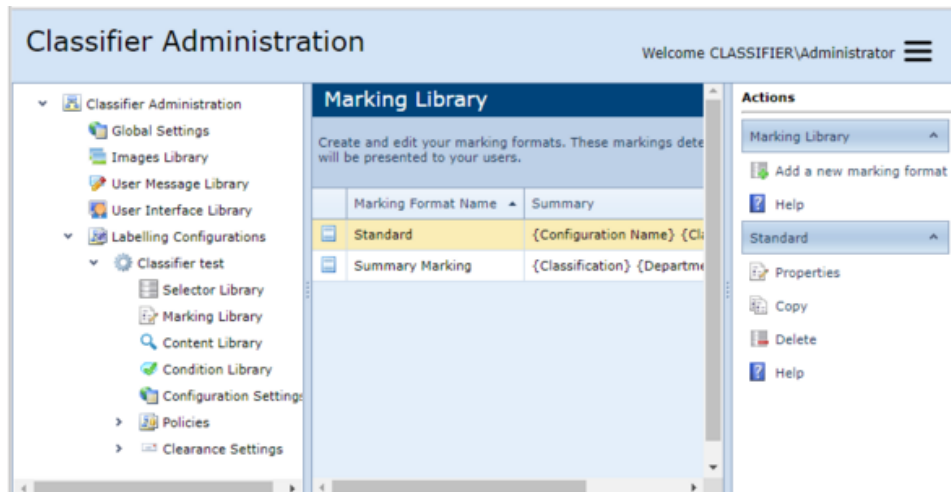 Classifier Administration
Welcome CLASSIFIER\Administrator
Classifier Administration
Global Settings
Images Library
User Message Library
User Interface Library
Labelling Configurations
Classifier test
Selector Library
Marking Library
Content Library
Condition Library
Configuration Settings
Policies
Clearance Settings
Marking Library
Create and edit your marking formats. These markings dete
will be presented to your users.
Marking Format Name Summary
Standard {Configuration Name} {Cla
Summary Marking {Classification} {Departme
Actions
Marking Library
Add a new marking format
Help
Standard
Properties
Copy
Delete
Help